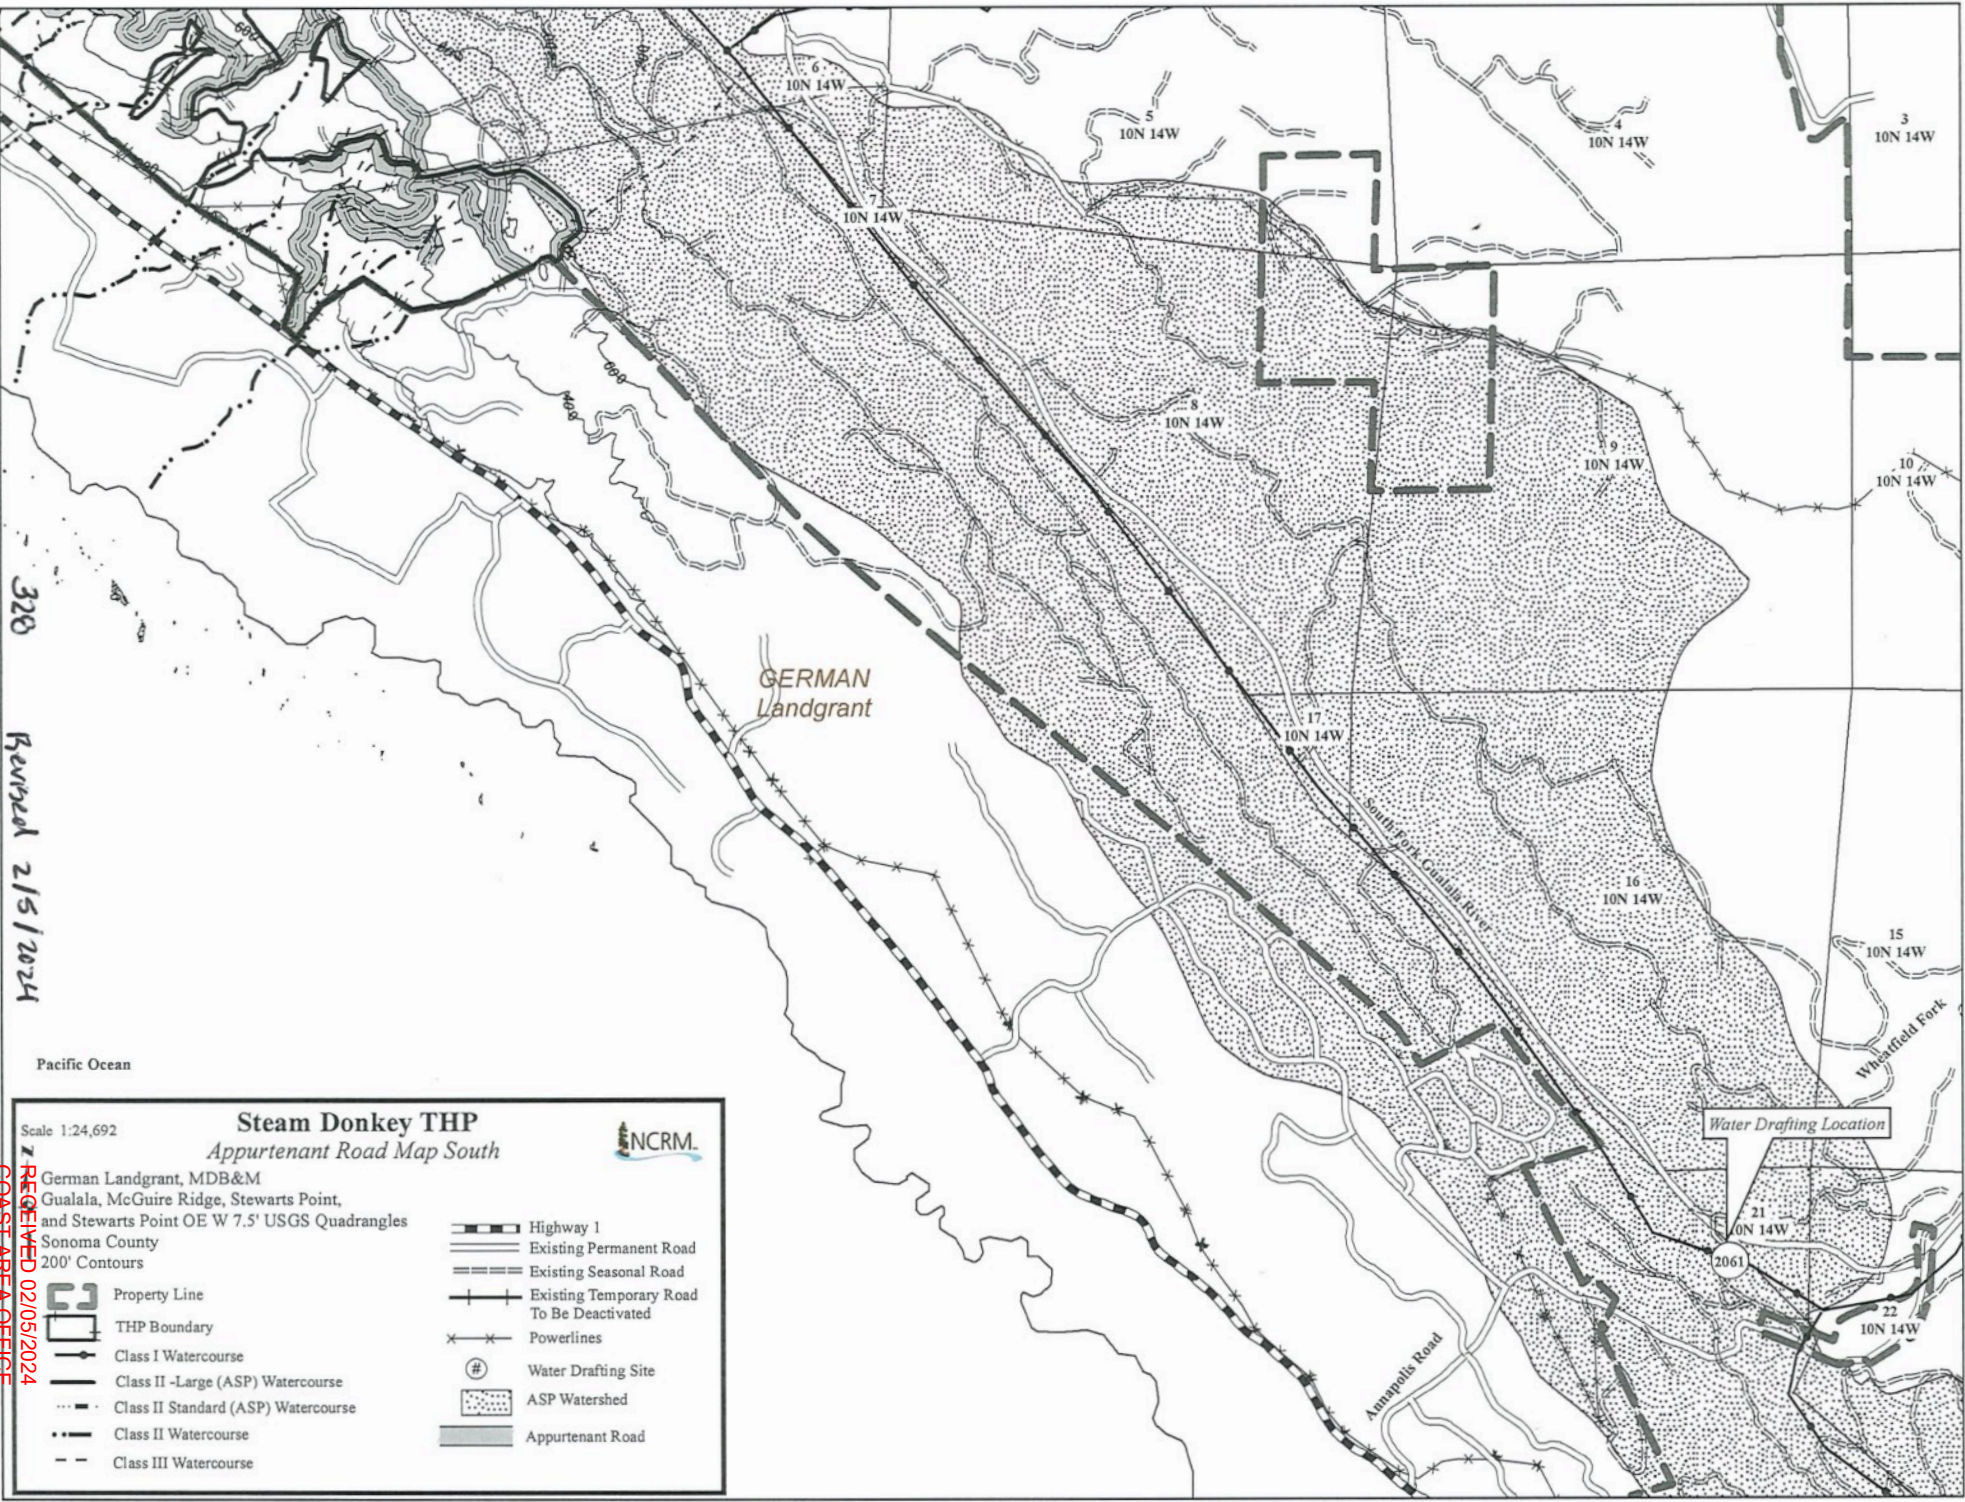 600
600
800
200
6
10N 14W
5
10N 14W
4
10N 14W
3
10N 14W
7
10N 14W
600
400
8
10N 14W
9
10N 14W
10
10N 14W
GERMAN
Landgrant
17
10N 14W
South Fork Gualala River
16
10N 14W
15
10N 14W
Wheatfield Fork
Water Drafting Location
21
0N 14W
2061
22
10N 14W
Annapolis Road
Pacific Ocean
328
Revised 2/5/2024
Steam Donkey THP
Appurtenant Road Map South
Scale 1:24,692
NCRM
German Landgrant, MDB&M
Gualala, McGuire Ridge, Stewarts Point,
and Stewarts Point OE W 7.5' USGS Quadrangles
Sonoma County
200' Contours
Property Line
THP Boundary
Class I Watercourse
Class II -Large (ASP) Watercourse
Class II Standard (ASP) Watercourse
Class II Watercourse
Class III Watercourse
Highway 1
Existing Permanent Road
Existing Seasonal Road
Existing Temporary Road
To Be Deactivated
Powerlines
#
Water Drafting Site
ASP Watershed
Appurtenant Road
RECEIVED 02/05/2024
COAST AREA OFFICE